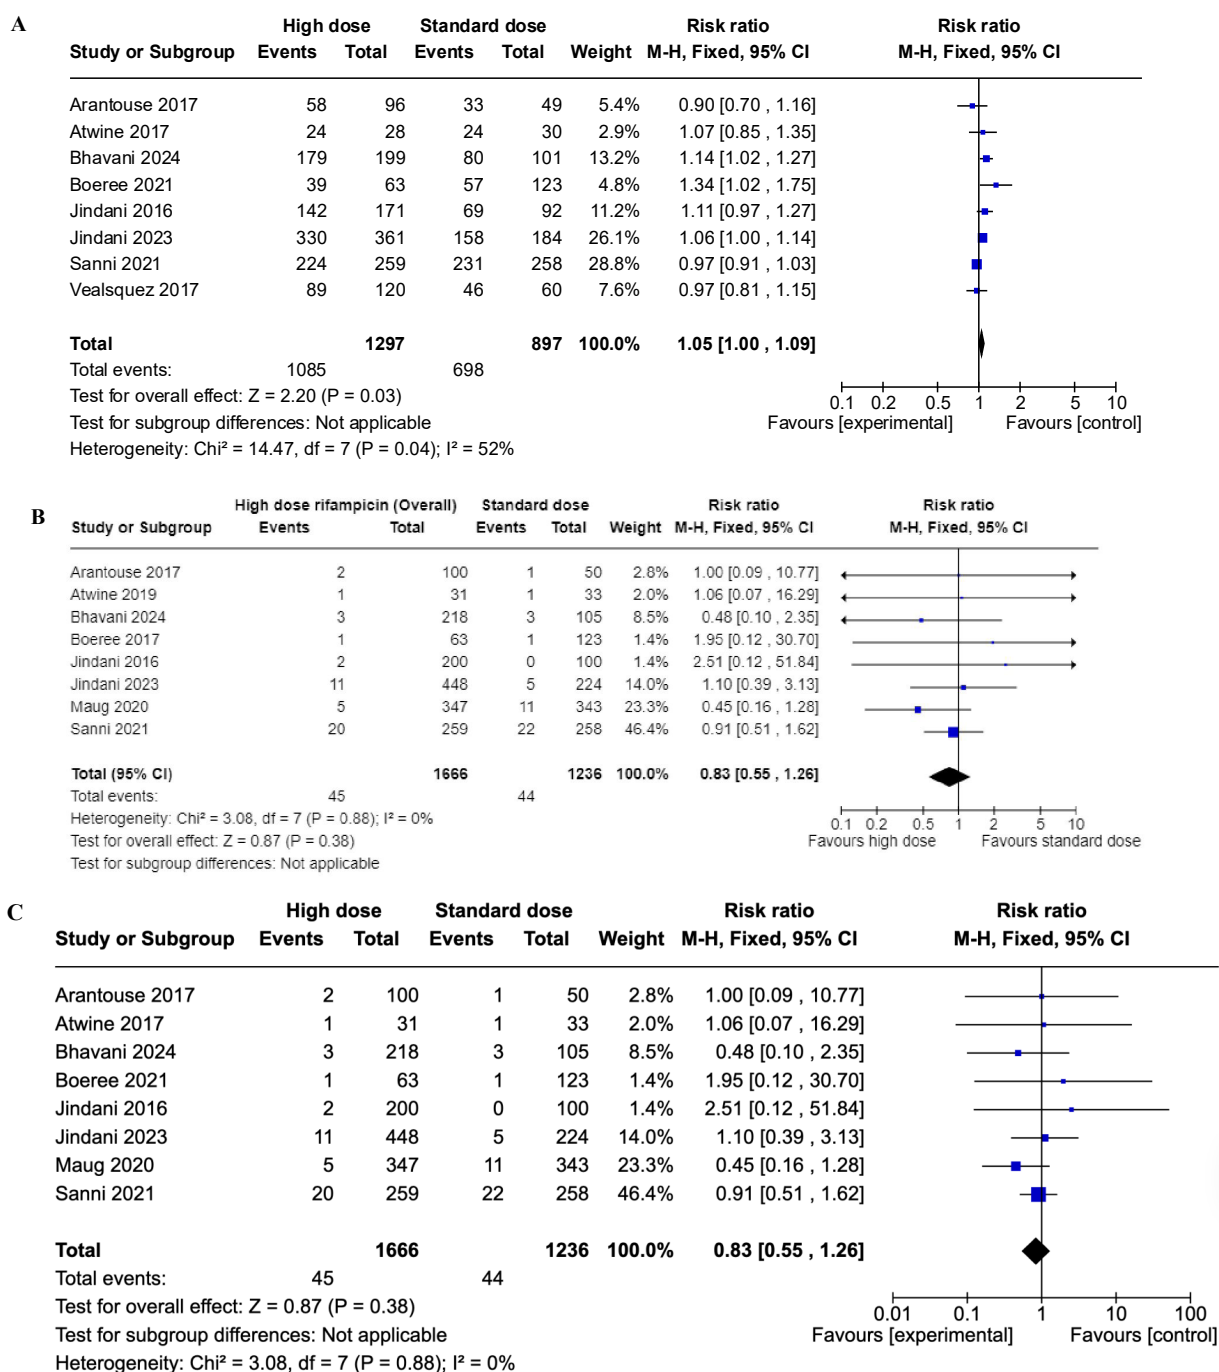 A
High dose Standard dose Risk ratio Risk ratio
Study or Subgroup Events Total Events Total Weight M-H, Fixed, 95% CI M-H, Fixed, 95% CI
Arantouse 2017 58 96 33 49 5.4% 0.90 [0.70 , 1.16]
Atwine 2017 24 28 24 30 2.9% 1.07 [0.85 , 1.35]
Bhavani 2024 179 199 80 101 13.2% 1.14 [1.02 , 1.27]
Boeree 2021 39 63 57 123 4.8% 1.34 [1.02 , 1.75]
Jindani 2016 142 171 69 92 11.2% 1.11 [0.97 , 1.27]
Jindani 2023 330 361 158 184 26.1% 1.06 [1.00 , 1.14]
Sanni 2021 224 259 231 258 28.8% 0.97 [0.91 , 1.03]
Vealsquez 2017 89 120 46 60 7.6% 0.97 [0.81 , 1.15]
Total 1297 897 100.0% 1.05 [1.00 , 1.09]
Total events: 1085 698
Test for overall effect: Z = 2.20 (P = 0.03)
Test for subgroup differences: Not applicable
Heterogeneity: Chi² = 14.47, df = 7 (P = 0.04); I² = 52%
0.1 0.2 0.5 1 2 5 10
Favours [experimental] Favours [control]
B
High dose rifampicin (Overall) Standard dose Risk ratio Risk ratio
Study or Subgroup Events Total Events Total Weight M-H, Fixed, 95% CI M-H, Fixed, 95% CI
Arantouse 2017 2 100 1 50 2.8% 1.00 [0.09 , 10.77]
Atwine 2019 1 31 1 33 2.0% 1.06 [0.07 , 16.29]
Bhavani 2024 3 218 3 105 8.5% 0.48 [0.10 , 2.35]
Boeree 2017 1 63 1 123 1.4% 1.95 [0.12 , 30.70]
Jindani 2016 2 200 0 100 1.4% 2.51 [0.12 , 51.84]
Jindani 2023 11 448 5 224 14.0% 1.10 [0.39 , 3.13]
Maug 2020 5 347 11 343 23.3% 0.45 [0.16 , 1.28]
Sanni 2021 20 259 22 258 46.4% 0.91 [0.51 , 1.62]
Total (95% CI) 1666 1236 100.0% 0.83 [0.55 , 1.26]
Total events: 45 44
Heterogeneity: Chi² = 3.08, df = 7 (P = 0.88); I² = 0%
Test for overall effect: Z = 0.87 (P = 0.38)
Test for subgroup differences: Not applicable
0.1 0.2 0.5 1 2 5 10
Favours high dose Favours standard dose
C
High dose Standard dose Risk ratio Risk ratio
Study or Subgroup Events Total Events Total Weight M-H, Fixed, 95% CI M-H, Fixed, 95% CI
Arantouse 2017 2 100 1 50 2.8% 1.00 [0.09 , 10.77]
Atwine 2017 1 31 1 33 2.0% 1.06 [0.07 , 16.29]
Bhavani 2024 3 218 3 105 8.5% 0.48 [0.10 , 2.35]
Boeree 2021 1 63 1 123 1.4% 1.95 [0.12 , 30.70]
Jindani 2016 2 200 0 100 1.4% 2.51 [0.12 , 51.84]
Jindani 2023 11 448 5 224 14.0% 1.10 [0.39 , 3.13]
Maug 2020 5 347 11 343 23.3% 0.45 [0.16 , 1.28]
Sanni 2021 20 259 22 258 46.4% 0.91 [0.51 , 1.62]
Total 1666 1236 100.0% 0.83 [0.55 , 1.26]
Total events: 45 44
Test for overall effect: Z = 0.87 (P = 0.38)
Test for subgroup differences: Not applicable
Heterogeneity: Chi² = 3.08, df = 7 (P = 0.88); I² = 0%
0.01 0.1 1 10 100
Favours [experimental] Favours [control]